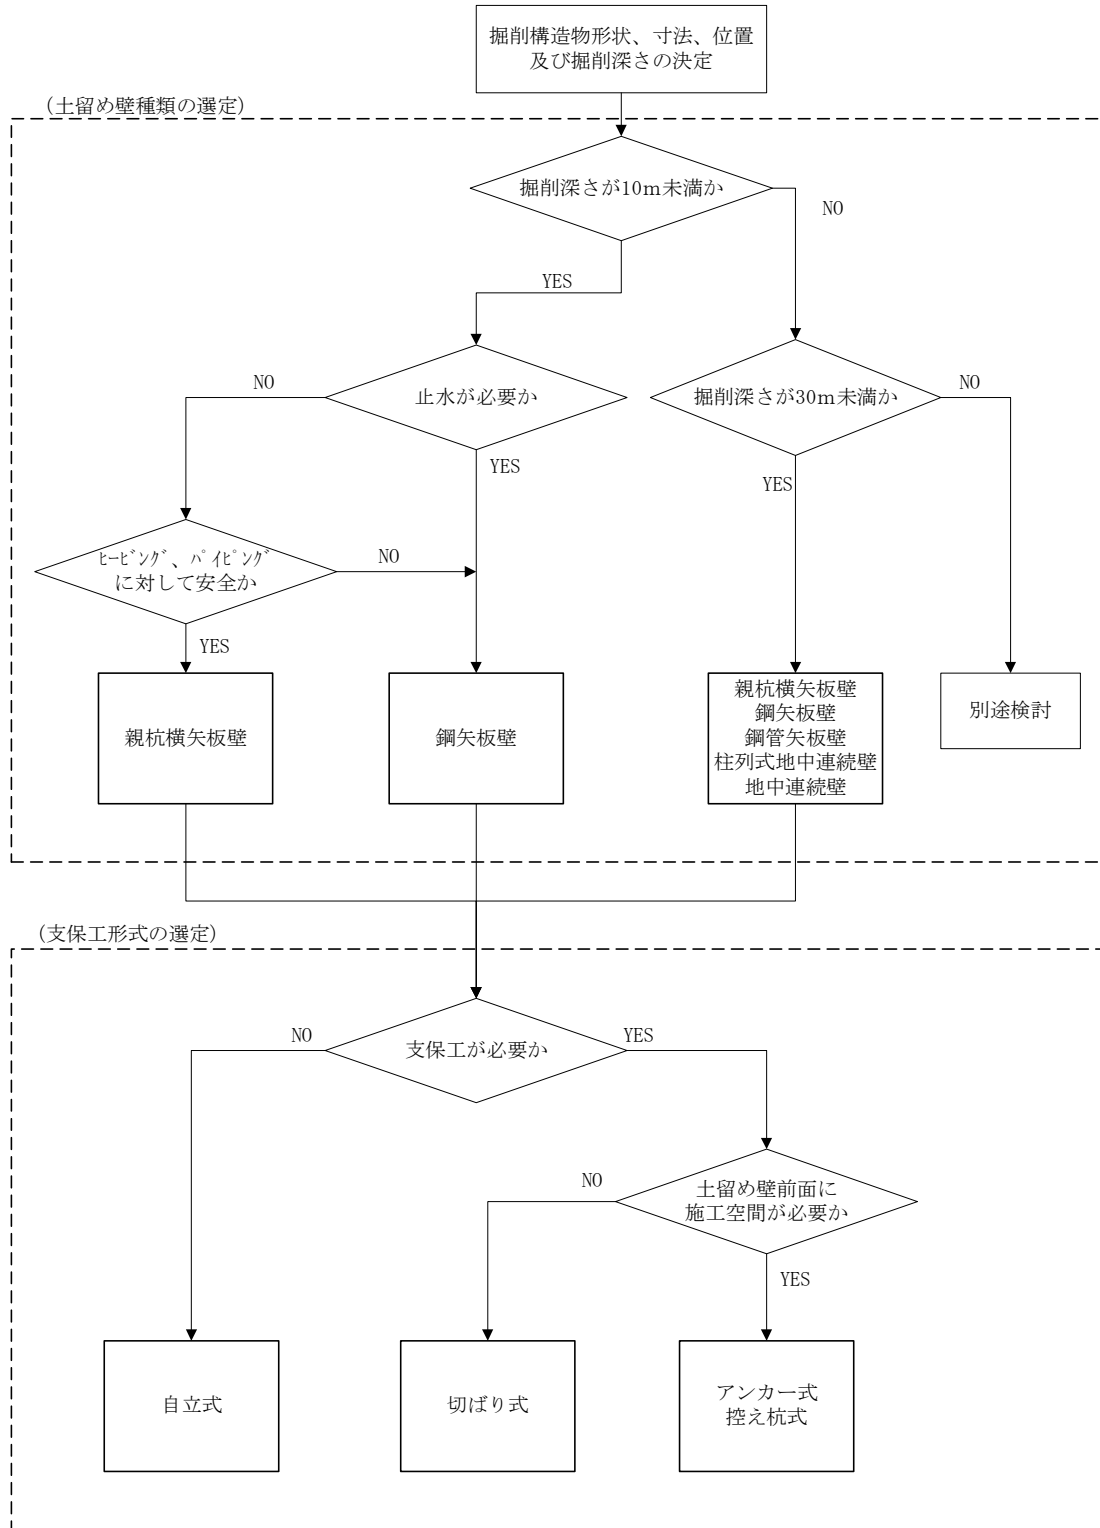 掘削構造物形状、寸法、位置
及び掘削深さの決定
(土留め壁種類の選定)
掘削深さが10m未満か
NO
YES
止水が必要か
掘削深さが30m未満か
NO
NO
YES
YES
ﾋｰﾋﾞﾝｸﾞ、ﾊﾟｲﾋﾟﾝｸﾞ
に対して安全か
NO
YES
親杭横矢板壁
鋼矢板壁
親杭横矢板壁
鋼矢板壁
鋼管矢板壁
柱列式地中連続壁
地中連続壁
別途検討
(支保工形式の選定)
支保工が必要か
NO
YES
土留め壁前面に
施工空間が必要か
NO
YES
自立式
切ばり式
アンカー式
控え杭式